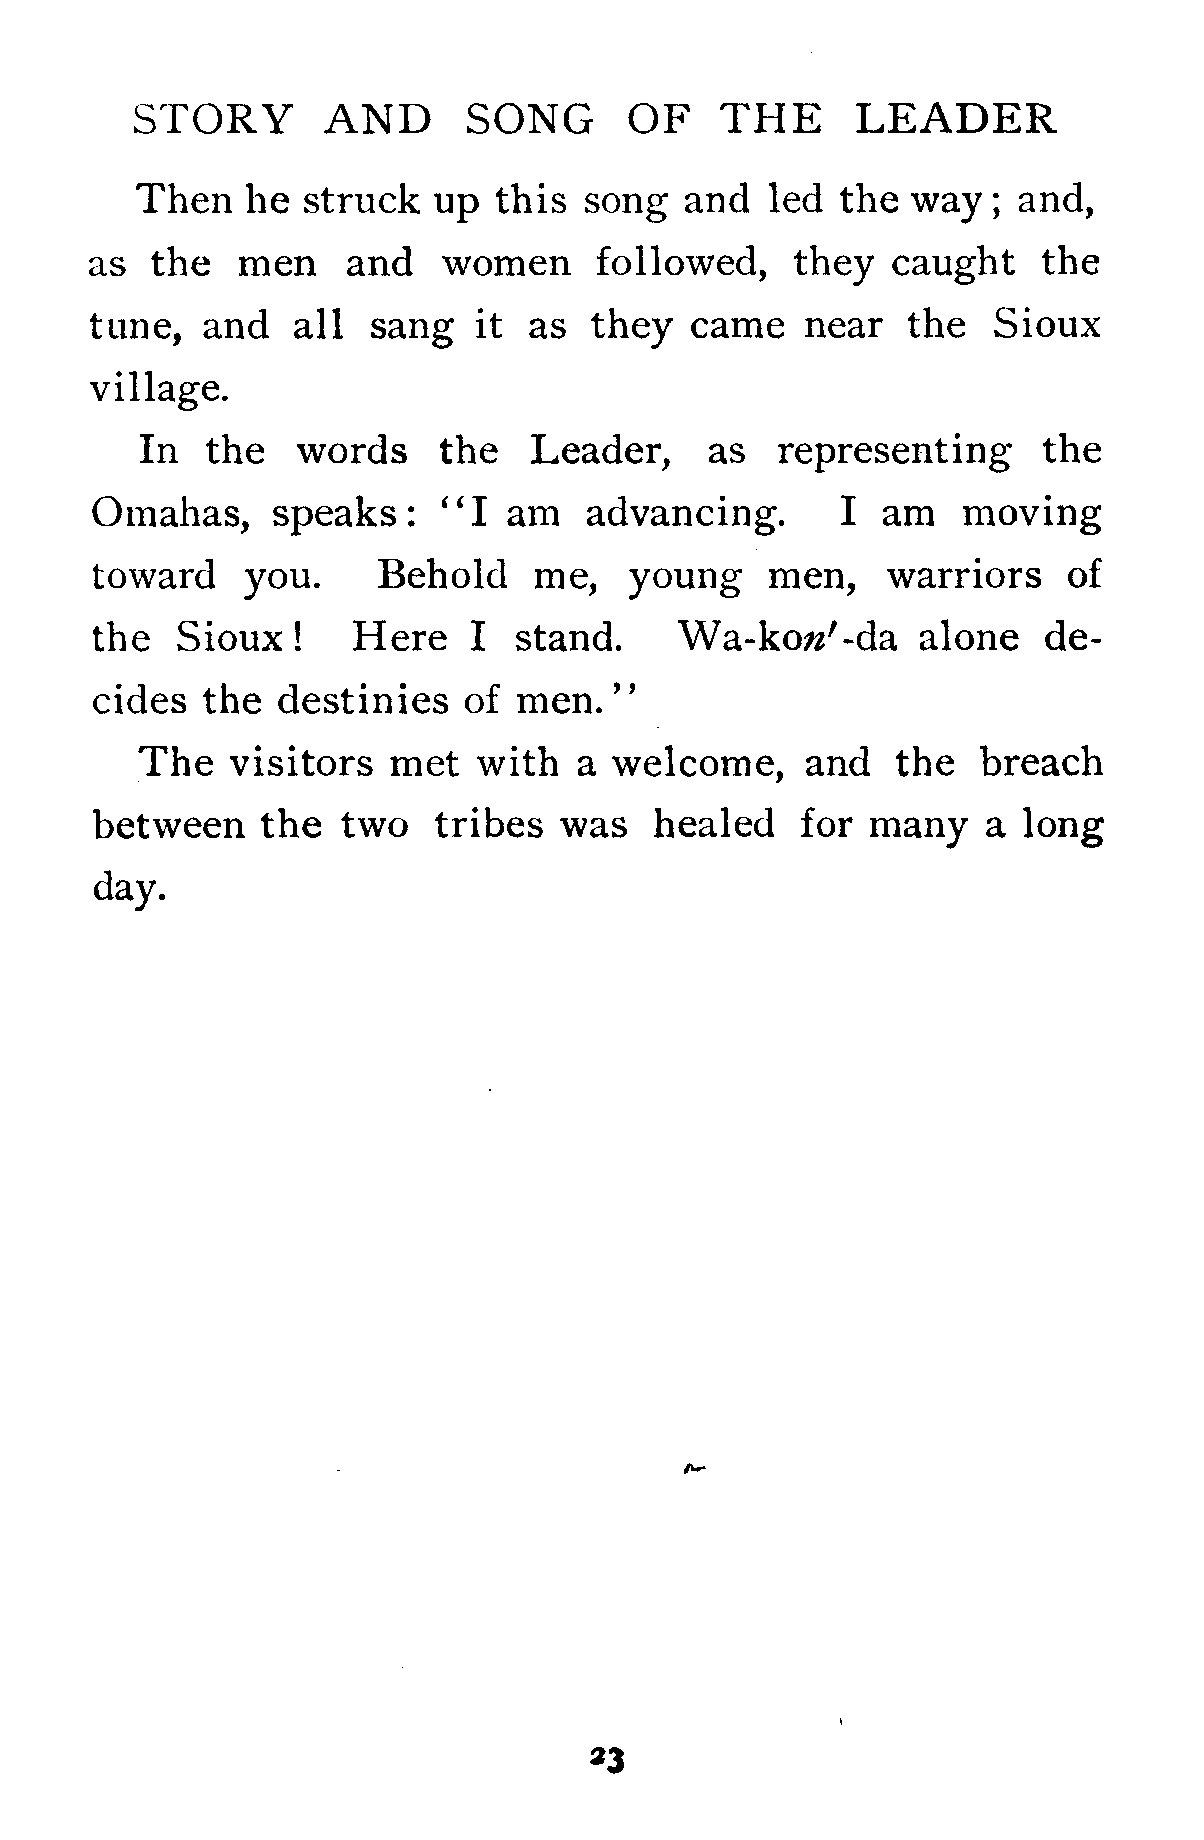 STORY AND SONG OF THE LEADER
Then he struck up this song and led the way; and,
as the men and women followed, they caught the
tune, and all sang it as they came near the Sioux
village.
In the words the Leader, as representing the
Omahas, speaks: "I am advancing. I am moving
toward you. Behold me, young men, warriors of
the Sioux! Here I stand. Wa-kon'-da alone de-
cides the destinies of men."
The visitors met with a welcome, and the breach
between the two tribes was healed for many a long
day.
23